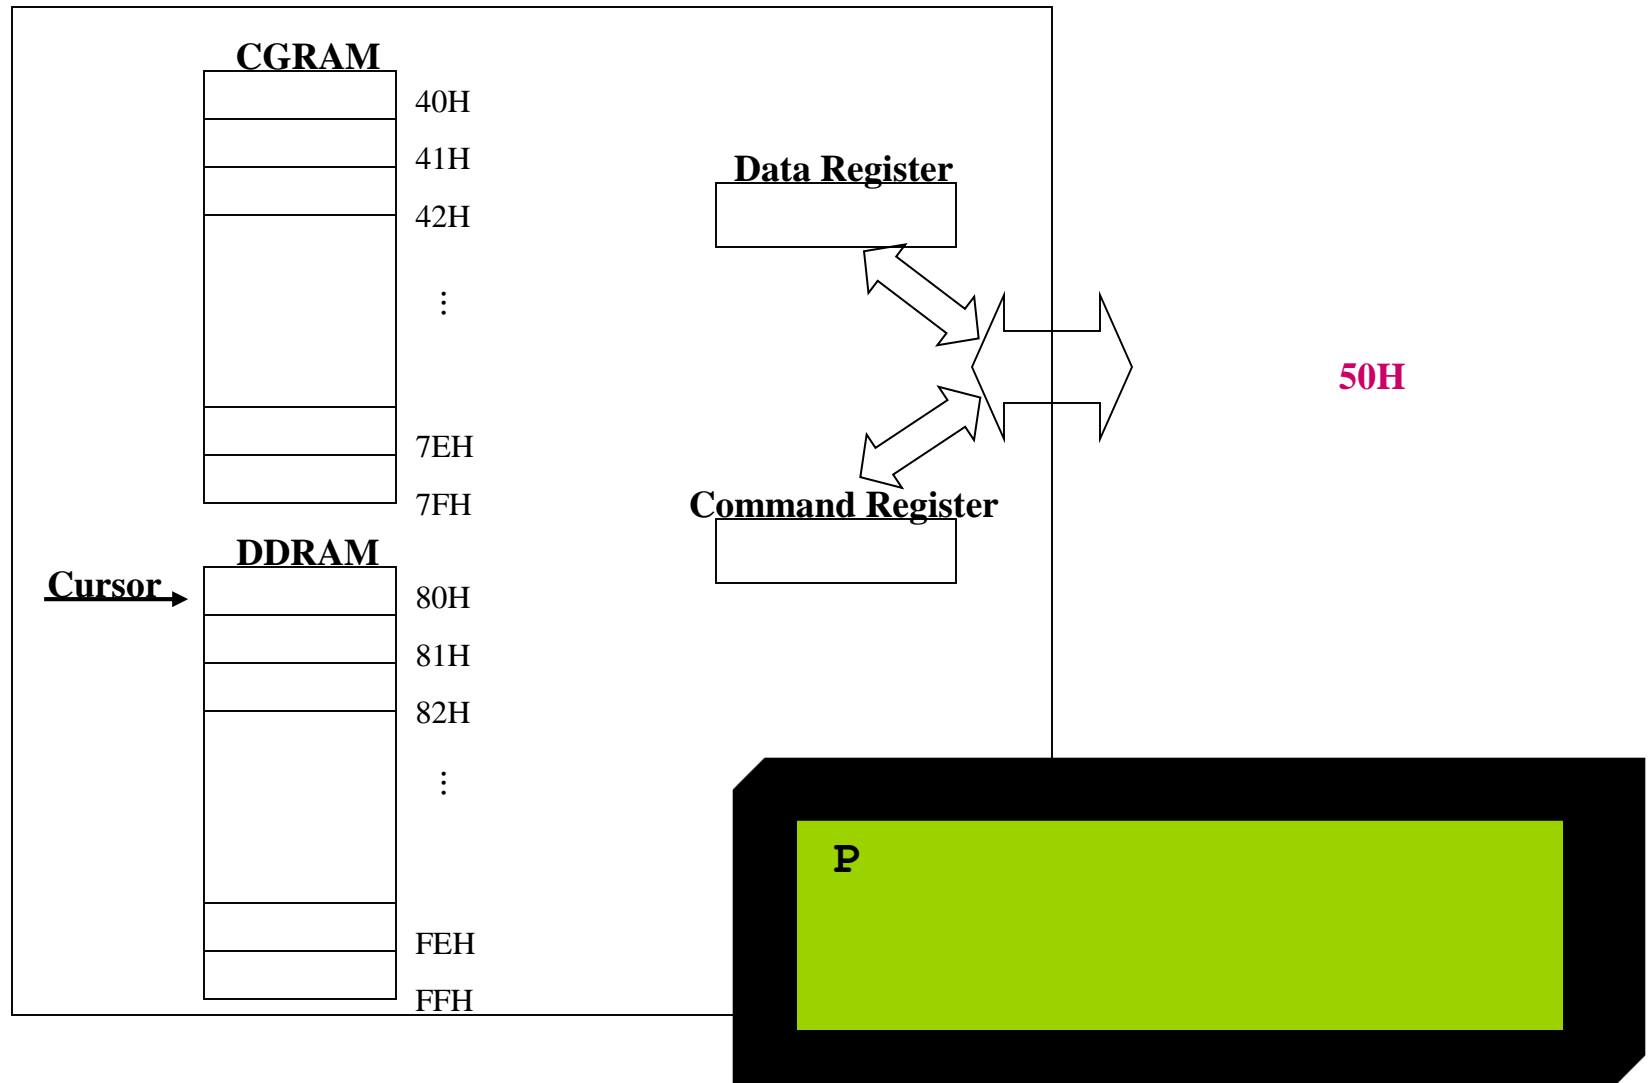 CGRAM
40H
41H
42H
...
7EH
7FH
DDRAM
Cursor
80H
81H
82H
...
FEH
FFH
Data Register
Command Register
50H
P